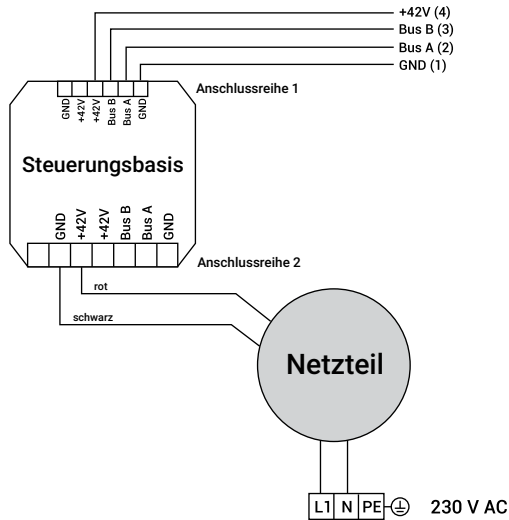 +42V (4)
Bus B (3)
Bus A (2)
GND (1)
Anschlussreihe 1
GND
+42V
+42V
Bus B
Bus A
GND
Steuerungsbasis
GND
+42V
+42V
Bus B
Bus A
GND
Anschlussreihe 2
rot
schwarz
Netzteil
L1 N PE 230 V AC